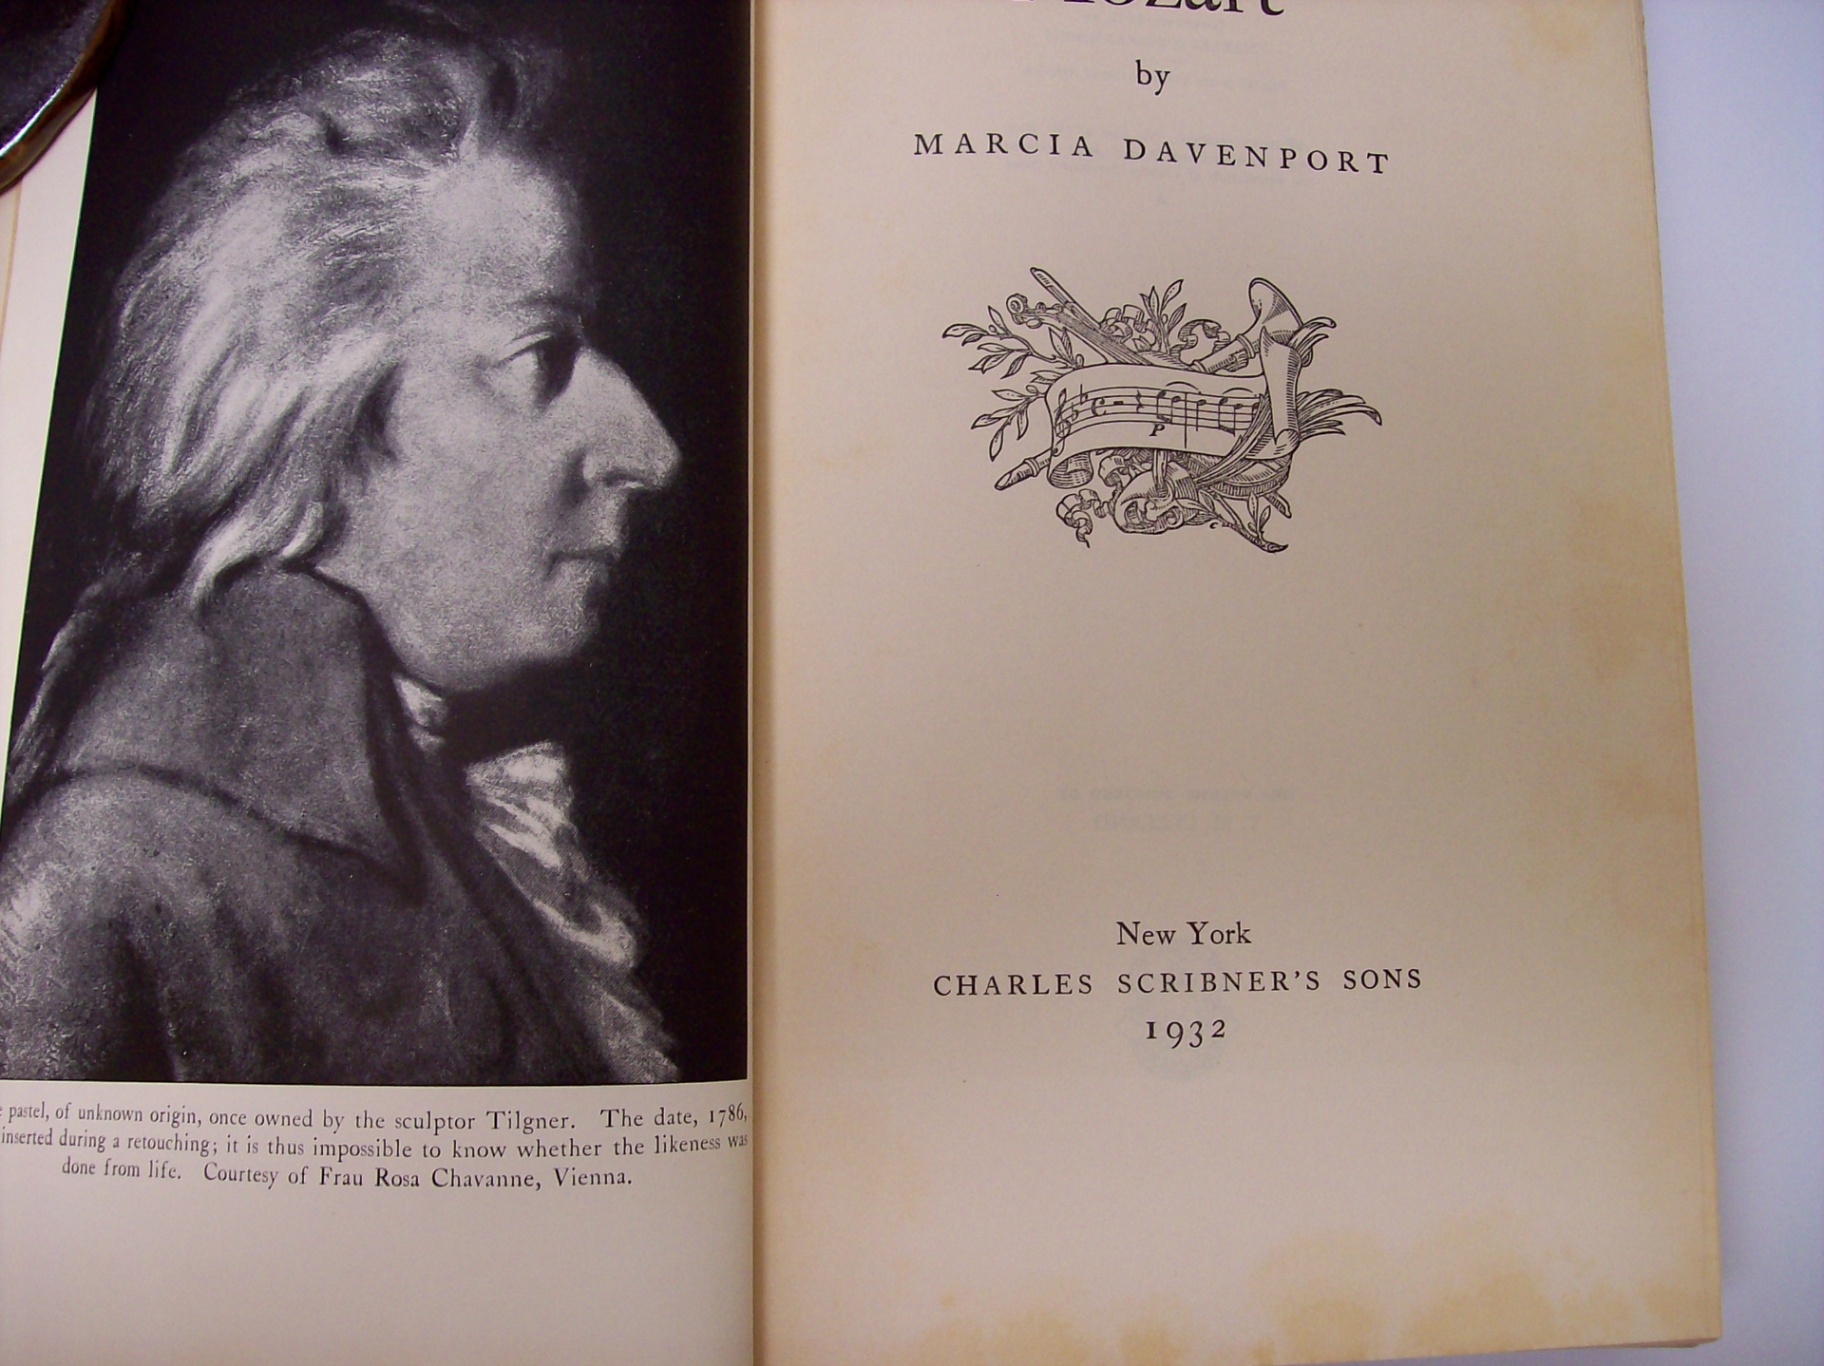 pastel, of unknown origin, once owned by the sculptor Tilgner. The date, 1786,
inserted during a retouching; it is thus impossible to know whether the likeness was
done from life. Courtesy of Frau Rosa Chavanne, Vienna.
Mozart
by
MARCIA DAVENPORT
P
New York
CHARLES SCRIBNER'S SONS
1932